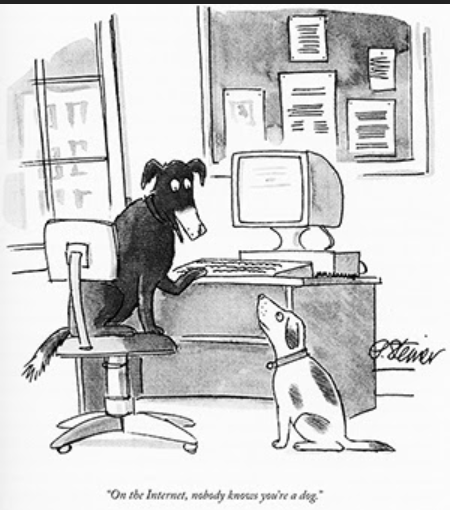 P. Steiner
"On the Internet, nobody knows you're a dog."